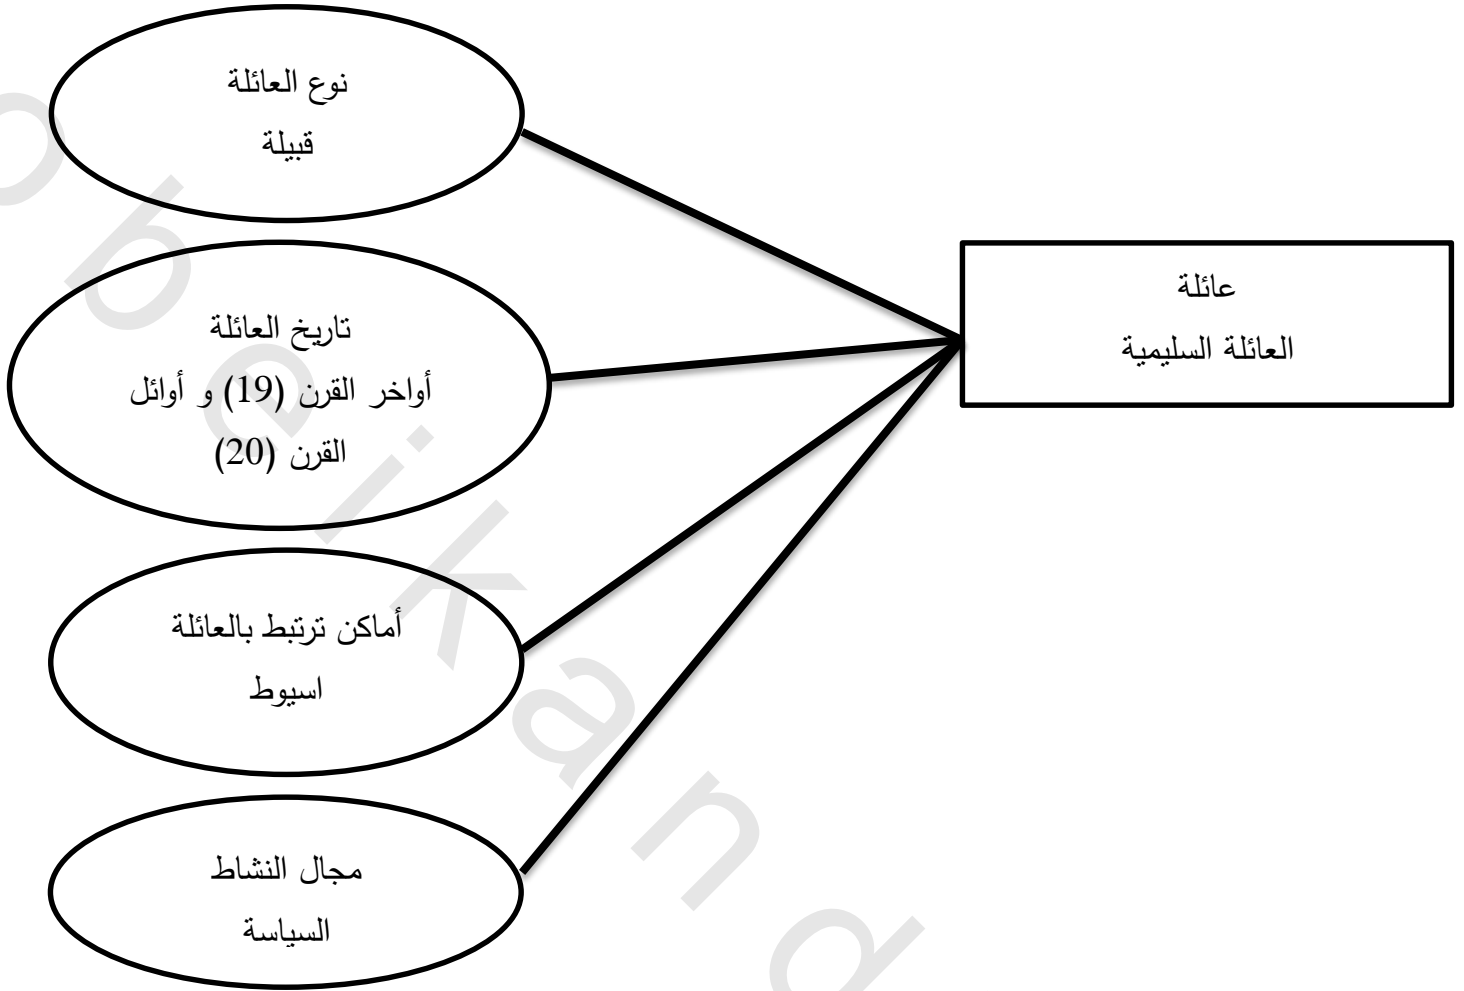 عائلة
العائلة السليمية
نوع العائلة
قبيلة
تاريخ العائلة
أواخر القرن (19) و أوائل
القرن (20)
أماكن ترتبط بالعائلة
اسيوط
مجال النشاط
السياسة
obeikand